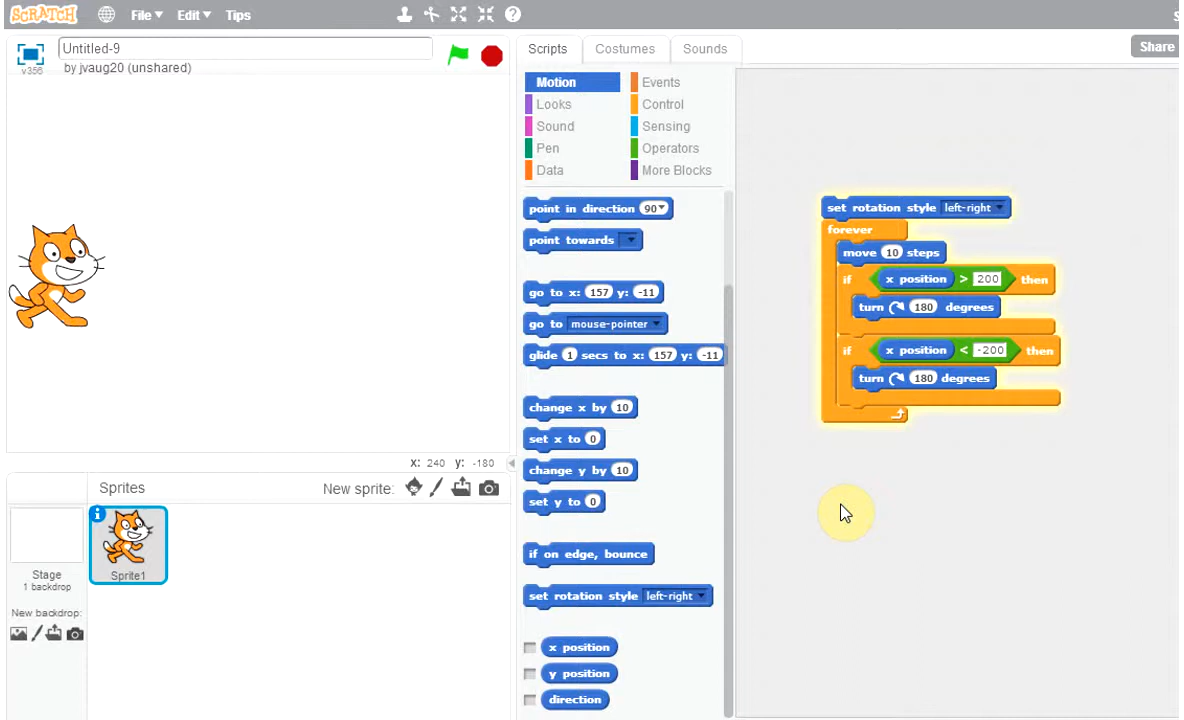 SCRATCH File Edit Tips
Untitled-9
v356
by jvaug20 (unshared)
Scripts Costumes Sounds
Share
Motion Events
Looks Control
Sound Sensing
Pen Operators
Data More Blocks
point in direction 90
point towards
go to x: 157 y: -11
go to mouse-pointer
glide 1 secs to x: 157 y: -11
change x by 10
set x to 0
change y by 10
set y to 0
if on edge, bounce
set rotation style left-right
x position
y position
direction
set rotation style left-right
forever
move 10 steps
if x position > 200 then
turn 180 degrees
if x position < -200 then
turn 180 degrees
x: 240 y: -180
Sprites New sprite:
Stage
1 backdrop
Sprite1
New backdrop: